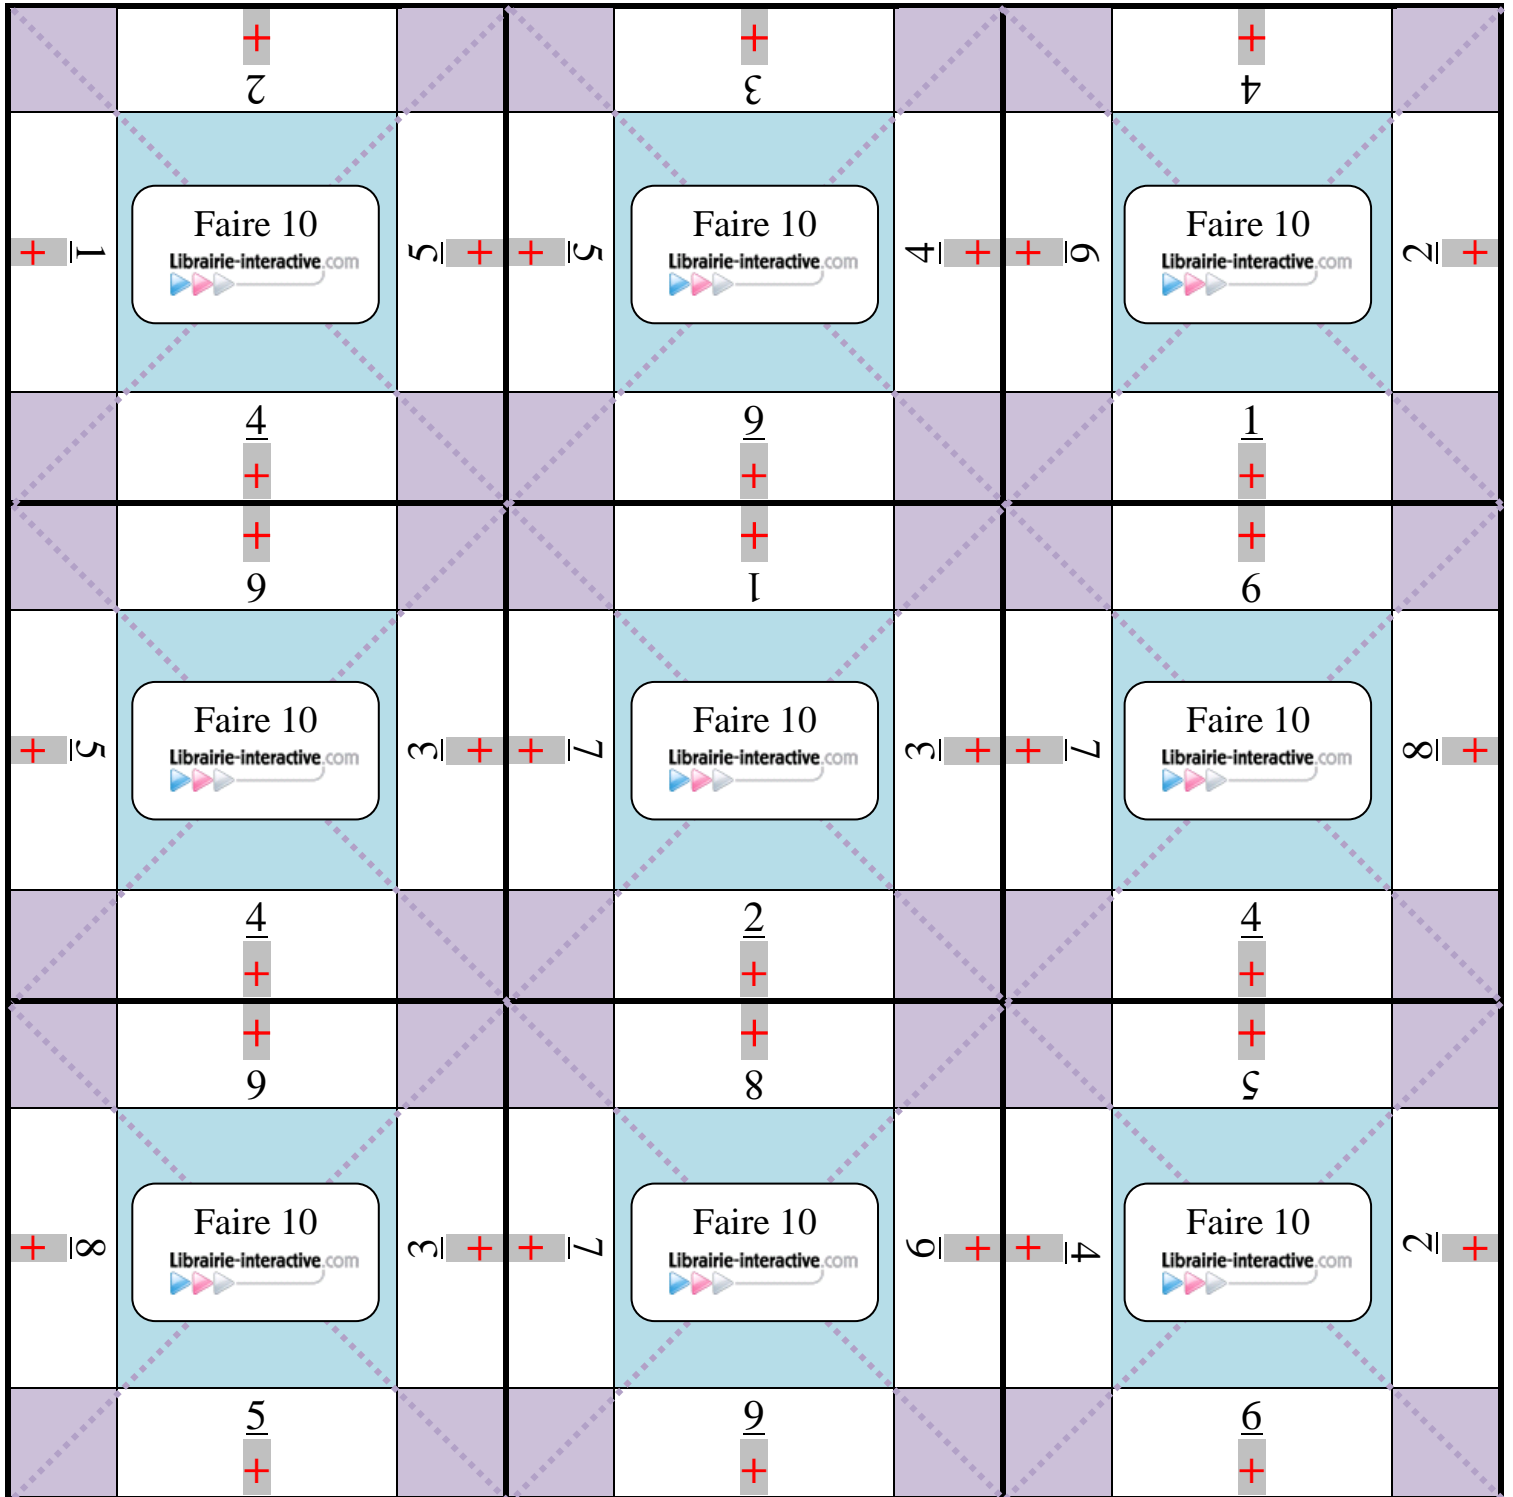 + + +
2 3 4
Faire 10 Faire 10 Faire 10
+ 1 5 + + 5 4 + + 6 2 +
Librairie-interactive.com Librairie-interactive.com Librairie-interactive.com
4 9 1
+ + +
+ + +
6 1 9
Faire 10 Faire 10 Faire 10
+ 5 3 + + 7 3 + + 7 8 +
Librairie-interactive.com Librairie-interactive.com Librairie-interactive.com
4 2 4
+ + +
+ + +
6 8 5
Faire 10 Faire 10 Faire 10
+ 8 3 + + 7 6 + + 4 2 +
Librairie-interactive.com Librairie-interactive.com Librairie-interactive.com
5 9 6
+ + +